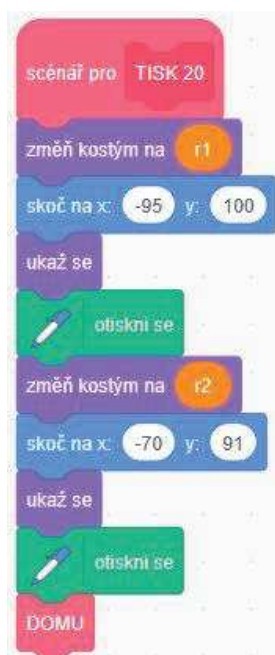 scénář pro TISK 20
změň kostým na r1
skoč na x: -95 y: 100
ukaž se
otiskni se
změň kostým na r2
skoč na x: -70 y: 91
ukaž se
otiskni se
DOMU